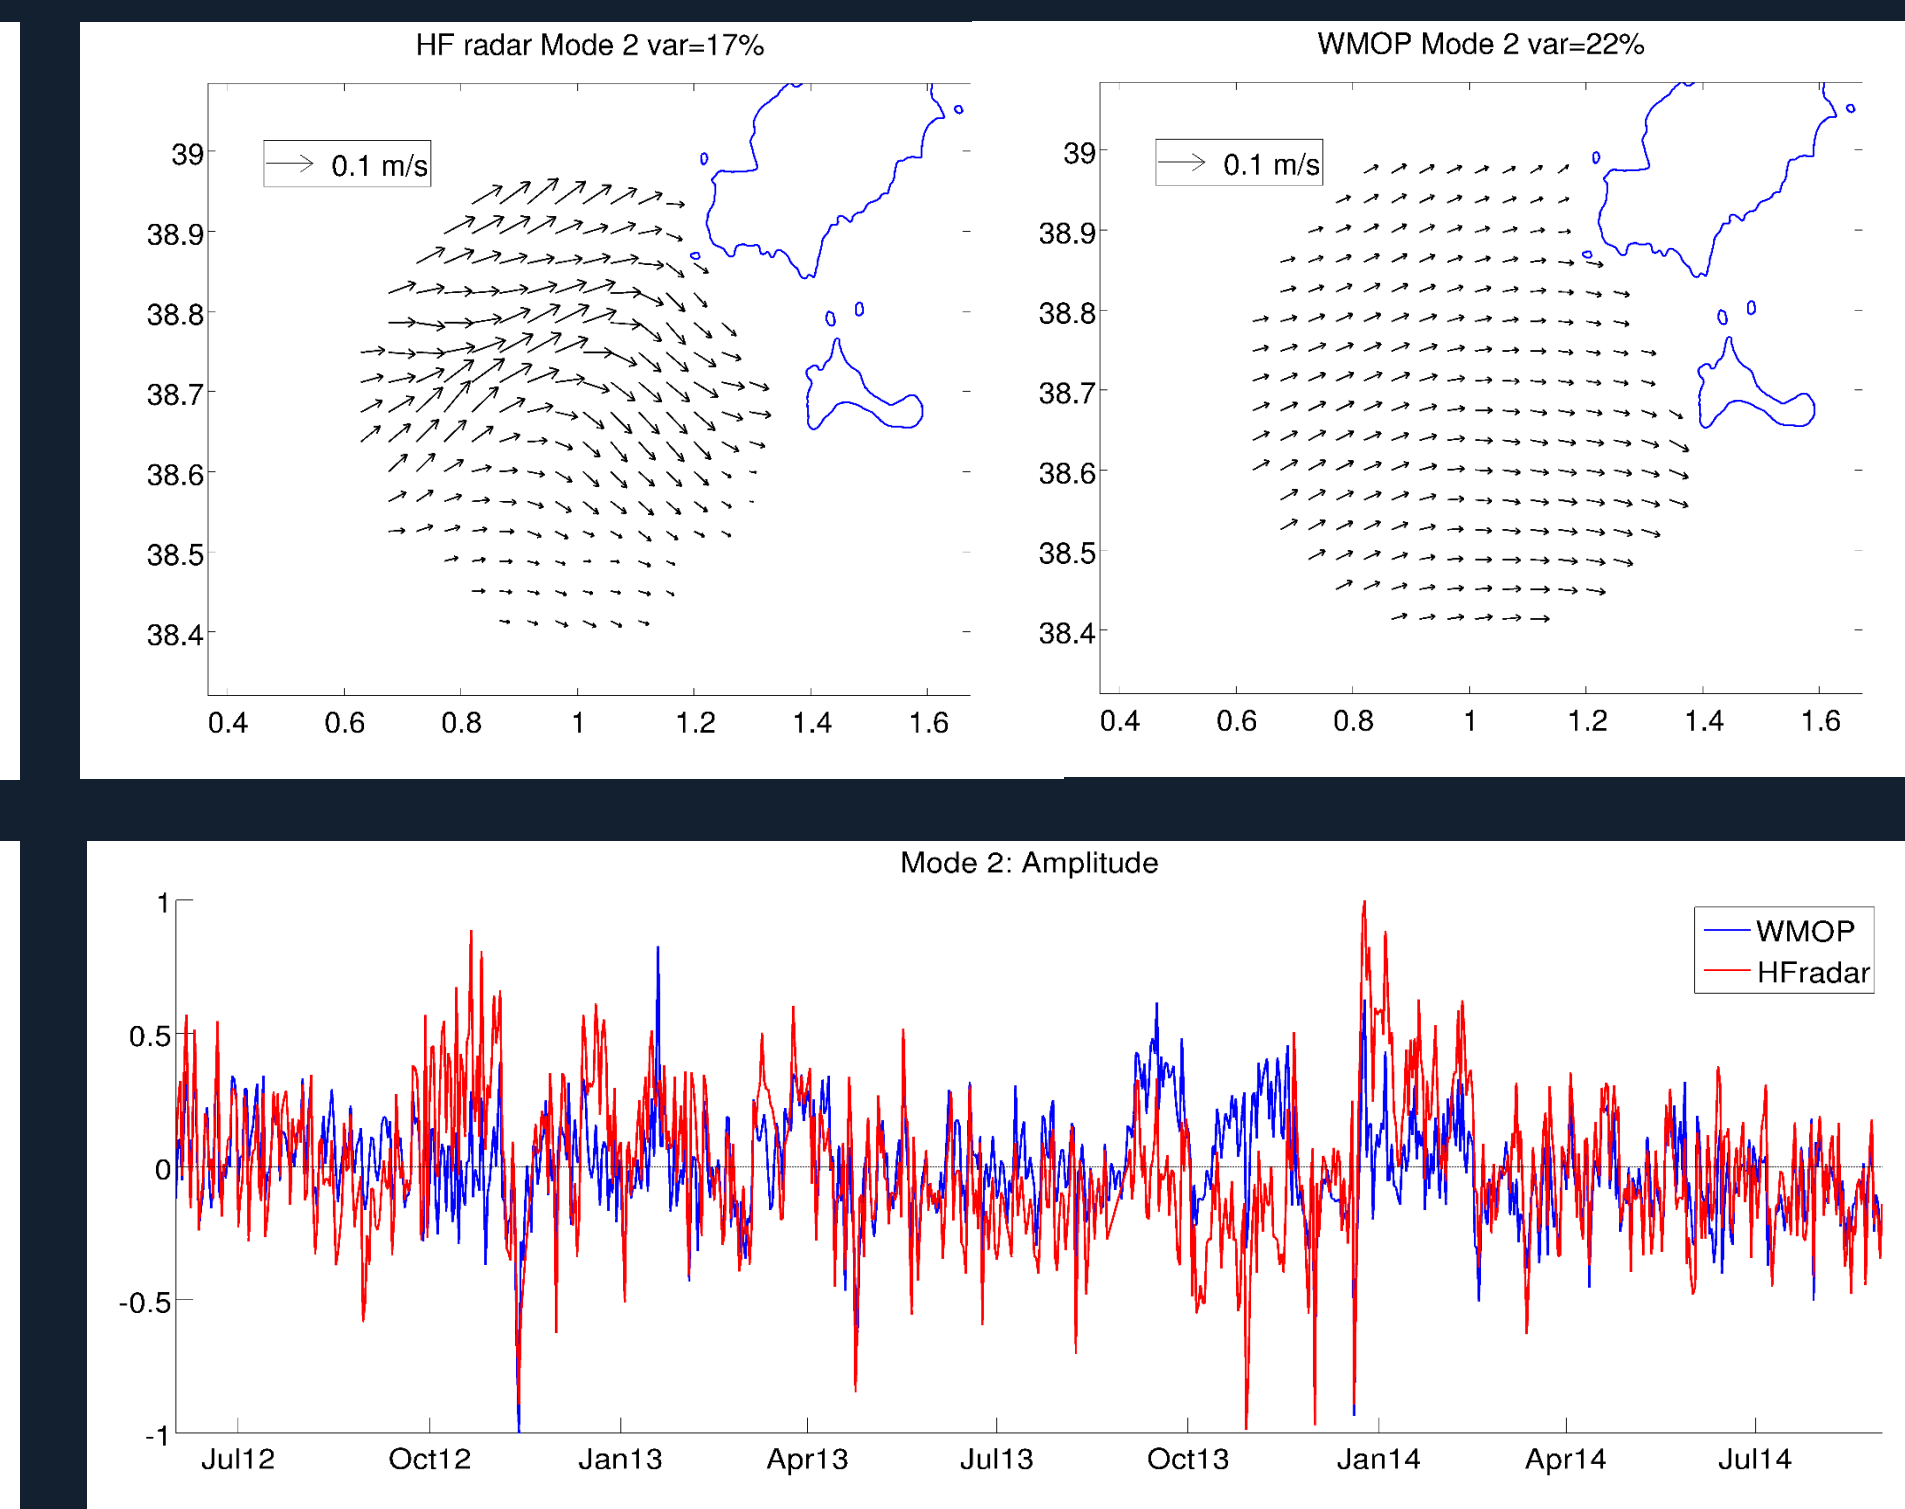 HF radar Mode 2 var=17%
0.1 m/s
39
38.9
38.8
38.7
38.6
38.5
38.4
0.4 0.6 0.8 1 1.2 1.4 1.6
WMOP Mode 2 var=22%
0.1 m/s
39
38.9
38.8
38.7
38.6
38.5
38.4
0.4 0.6 0.8 1 1.2 1.4 1.6
Mode 2: Amplitude
WMOP
HFradar
1
0.5
0
-0.5
-1
Jul12 Oct12 Jan13 Apr13 Jul13 Oct13 Jan14 Apr14 Jul14